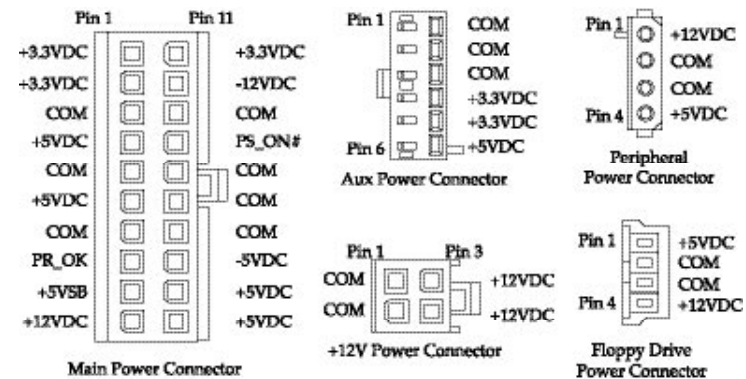 Pin 1 Pin 11
+3.3VDC +3.3VDC
+3.3VDC -12VDC
COM COM
+5VDC PS_ON#
COM COM
+5VDC COM
COM COM
PR_OK -5VDC
+5VSB +5VDC
+12VDC +5VDC
Main Power Connector
Pin 1 COM
COM
COM
+3.3VDC
+3.3VDC
Pin 6 +5VDC
Aux Power Connector
Pin 1 +12VDC
COM
COM
Pin 4 +5VDC
Peripheral
Power Connector
Pin 1 Pin 3
COM +12VDC
COM +12VDC
+12V Power Connector
Pin 1 +5VDC
COM
COM
Pin 4 +12VDC
Floppy Drive
Power Connector